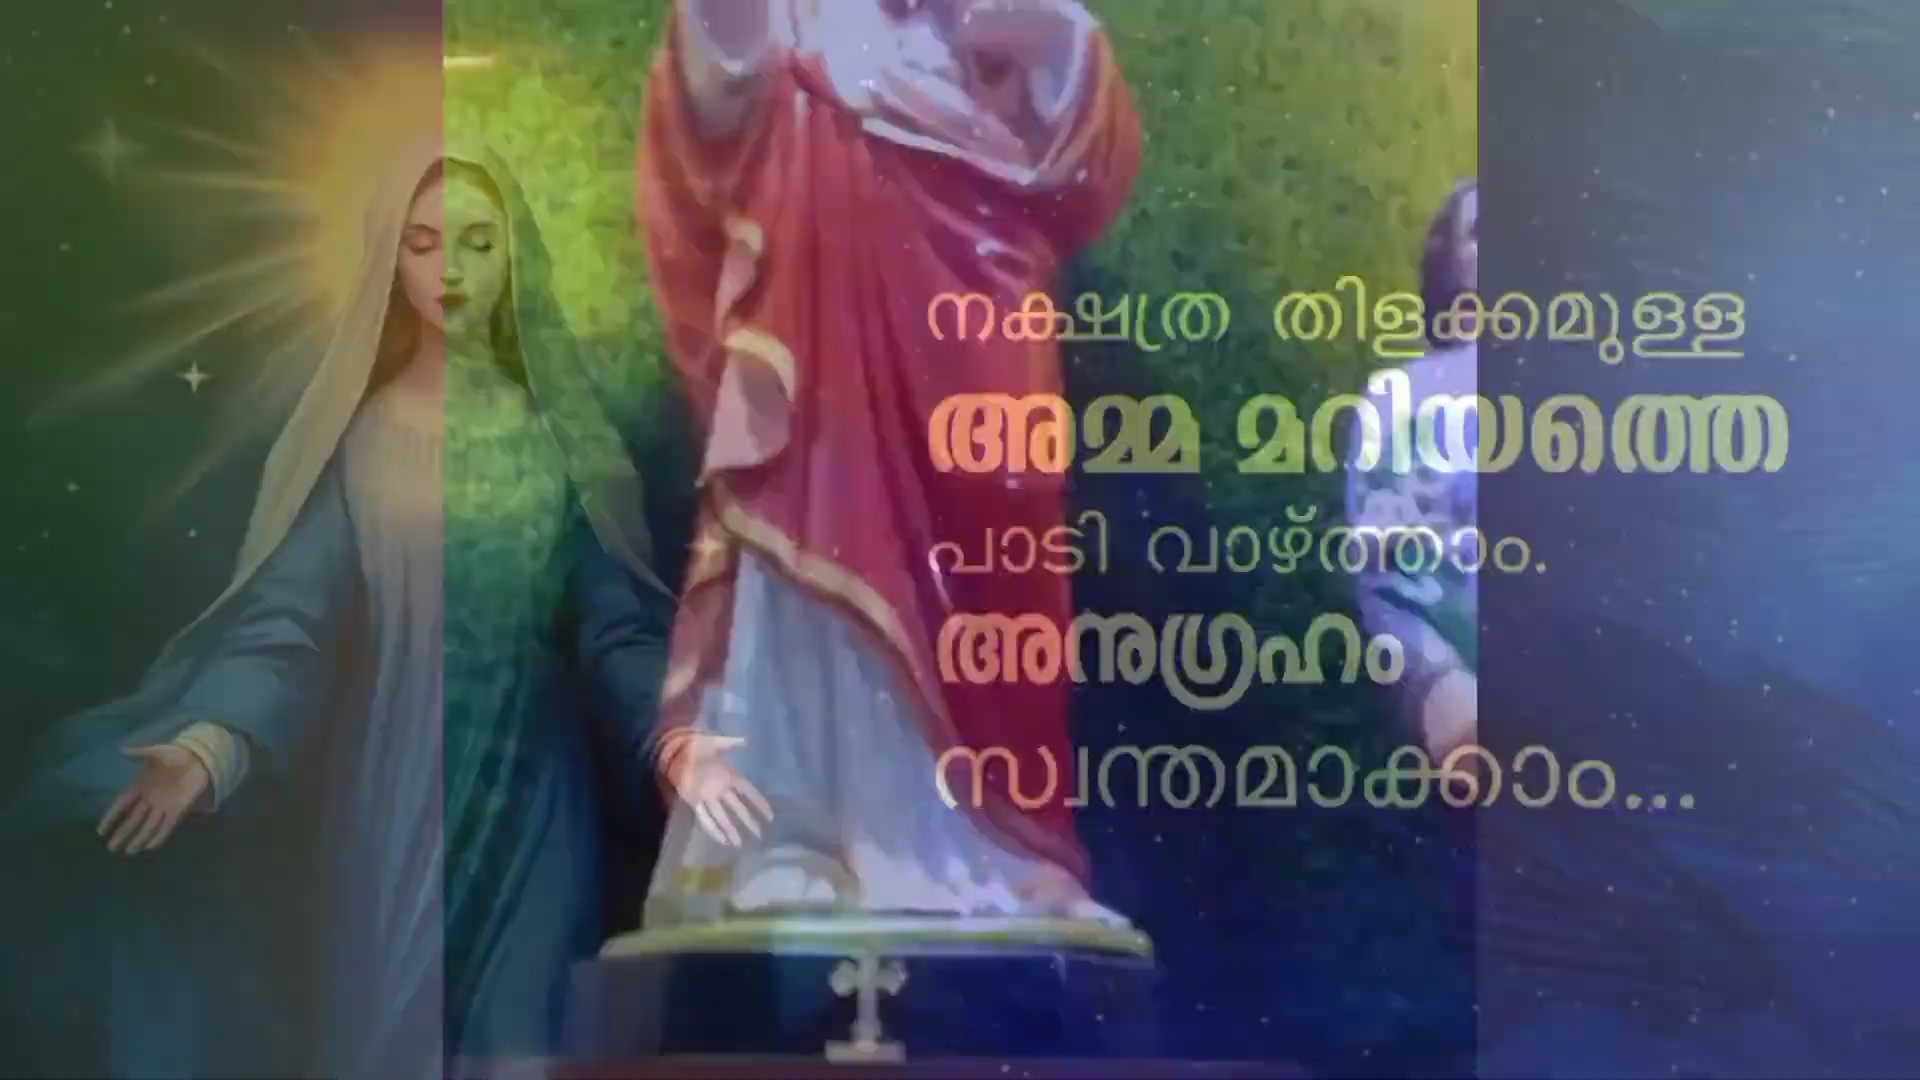 നക്ഷത്ര തിളക്കമുള്ള
അമ്മ മറിയത്തെ
പാടി വാഴ്ത്താം.
അനുഗ്രഹം
സ്വന്തമാക്കാം...